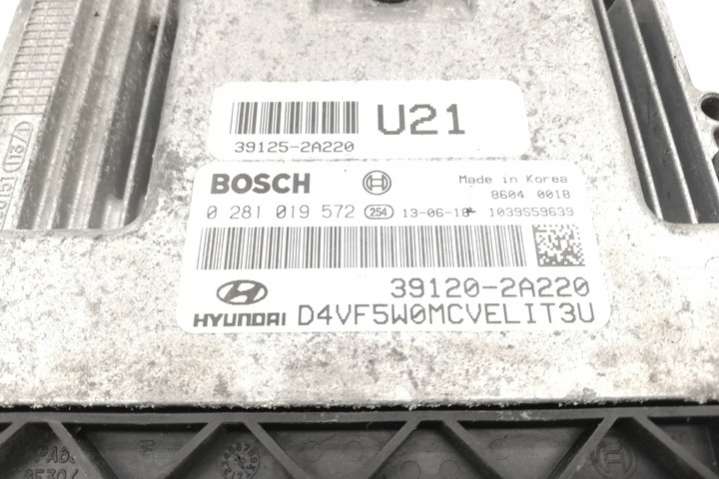 U21
39125-2A220
BOSCH Made in Korea
8604 0018
0 281 019 572 254 13-06-18 1039S59639
39120-2A220
HYUNDAI D4VF5W0MCVELIT3U